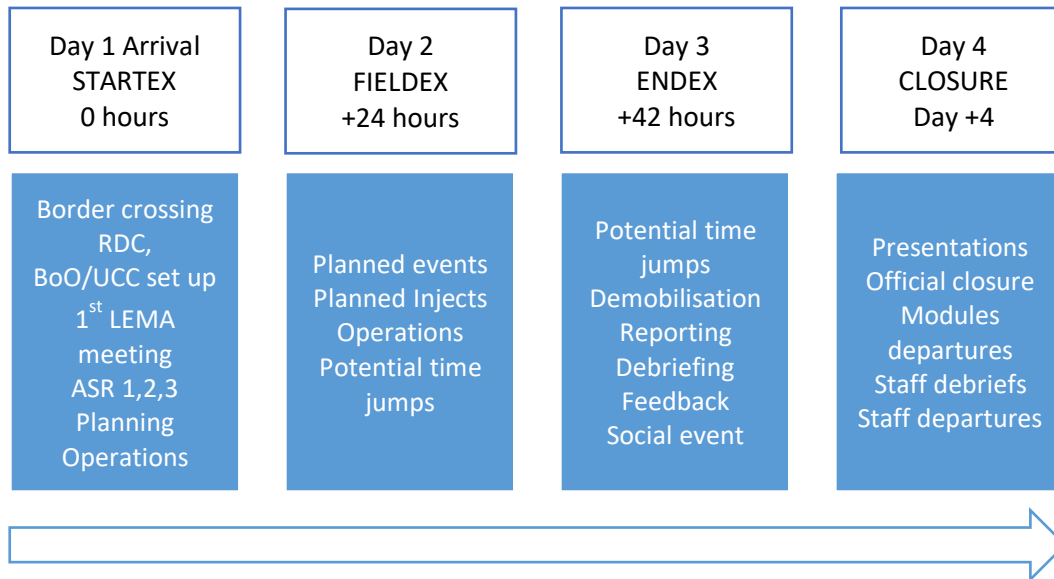 Day 1 Arrival
STARTEX
0 hours
Day 2
FIELDEX
+24 hours
Day 3
ENDEX
+42 hours
Day 4
CLOSURE
Day +4
Border crossing
RDC,
BoO/UCC set up
1st LEMA
meeting
ASR 1,2,3
Planning
Operations
Planned events
Planned Injects
Operations
Potential time
jumps
Potential time
jumps
Demobilisation
Reporting
Debriefing
Feedback
Social event
Presentations
Official closure
Modules
departures
Staff debriefs
Staff departures